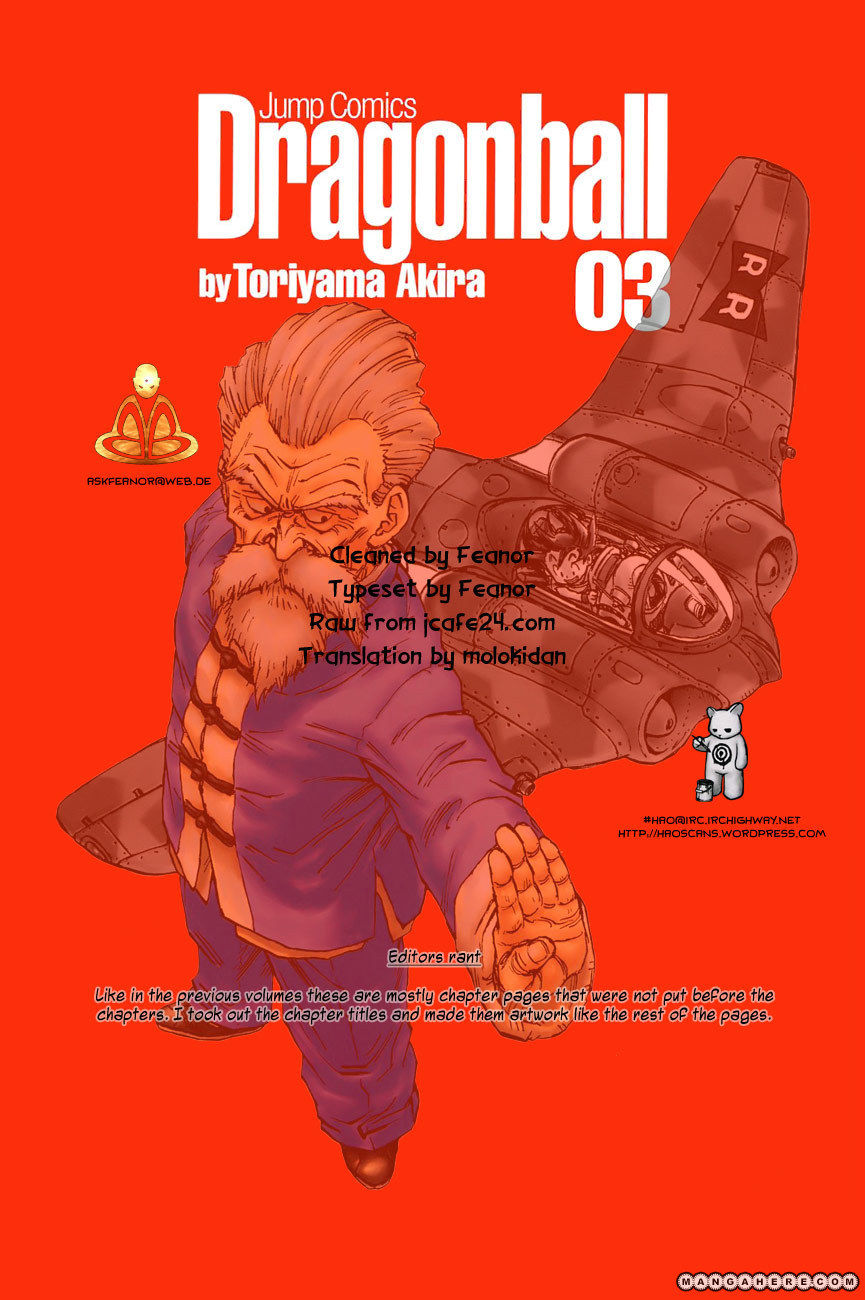 Jump Comics
Dragonball
by Toriyama Akira 03
R R
ASKFEANOR@WEB.DE
Cleaned by Feanor
Typeset by Feanor
Raw from jcafe24.com
Translation by molokidan
#HAO@IRC.IRCHIGHWAY.NET
HTTP://HAOSCANS.WORDPRESS.COM
Editors rant
Like in the previous volumes these are mostly chapter pages that were not put before the
chapters. I took out the chapter titles and made them artwork like the rest of the pages.
MANGAHERE.COM